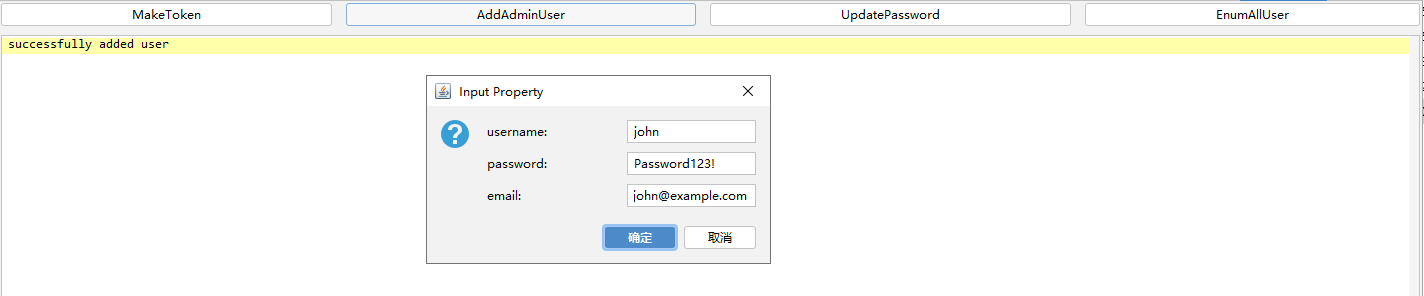 MakeToken AddAdminUser UpdatePassword EnumAllUser
successfully added user
Input Property
username: john
password: Password123!
email: john@example.com
确定 取消